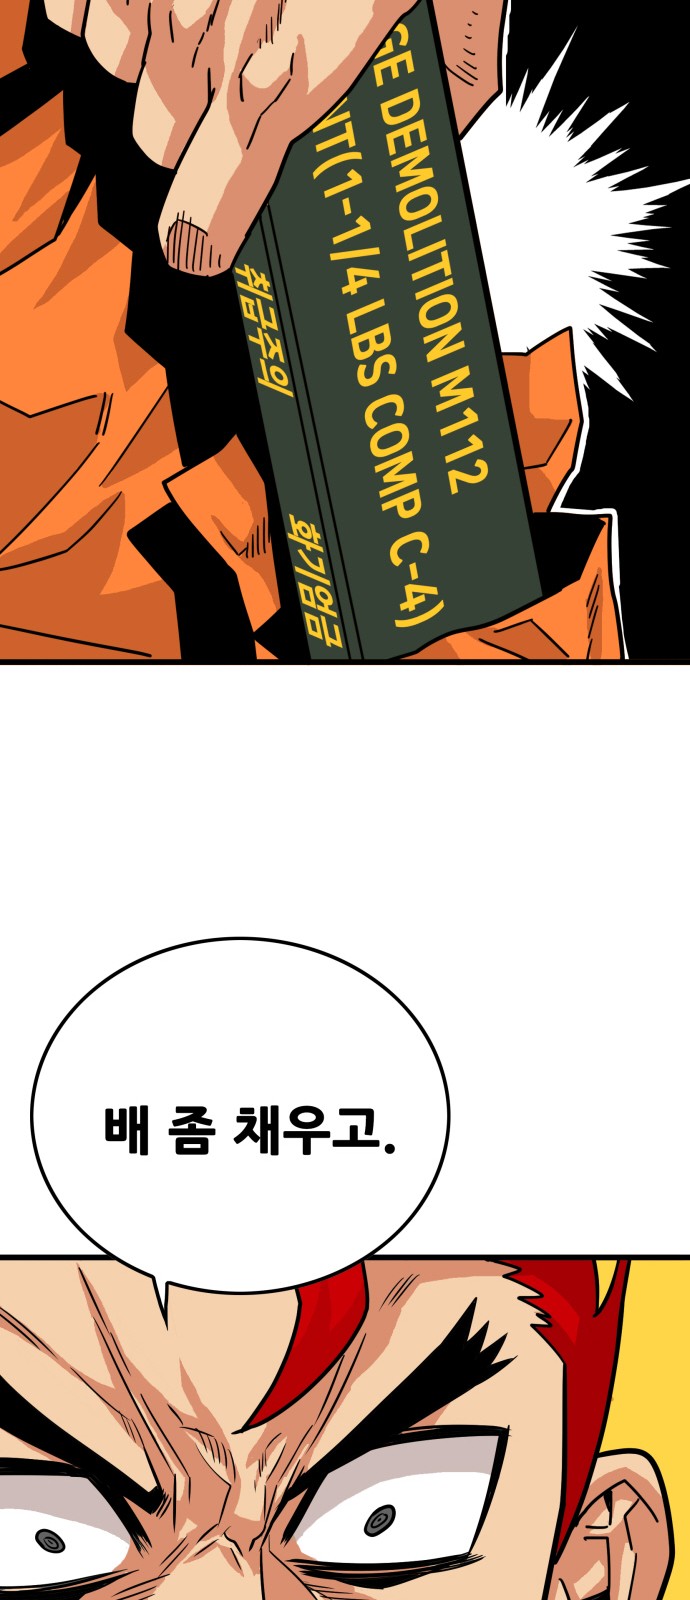 GE DEMOLITION M112
NT(1-1/4 LBS COMP C-4)
취급주의
화기엄금
배 좀 채우고.